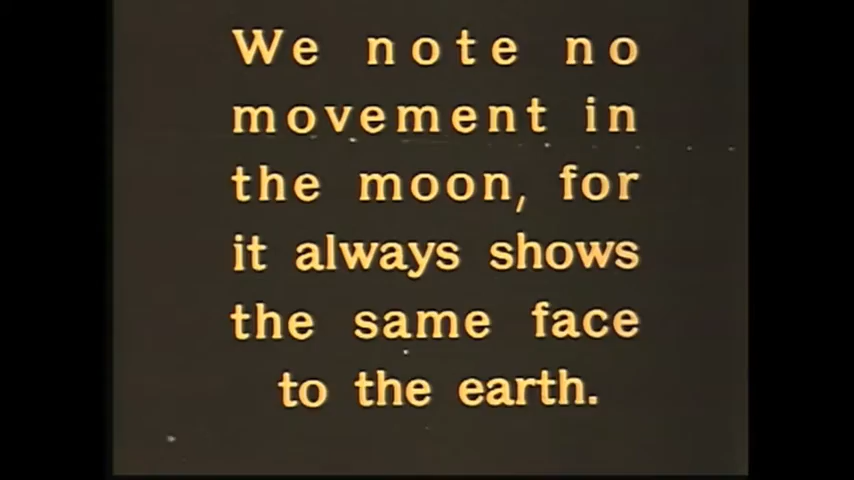 We note no
movement in
the moon, for
it always shows
the same face
to the earth.